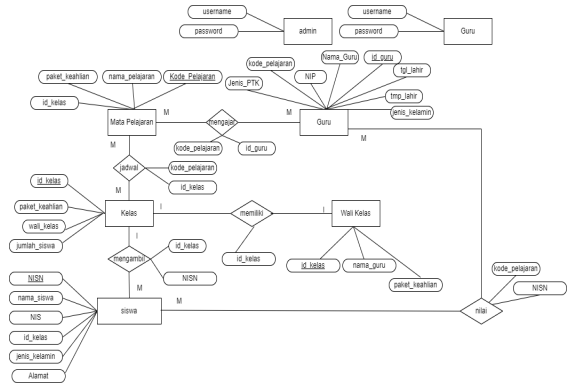 username
password
admin
username
password
Guru
kode_pelajaran
Nama_Guru
id_guru
tgl_lahir
Jenis_PTK
NIP
tmp_lahir
jenis_kelamin
paket_keahlian
nama_pelajaran
Kode_Pelajaran
id_kelas
Mata Pelajaran
M
mengajar
M
Guru
kode_pelajaran
id_guru
M
M
jadwal
kode_pelajaran
id_kelas
M
id_kelas
paket_keahlian
wali_kelas
jumlah_siswa
Kelas
I
memiliki
I
Wali Kelas
id_kelas
id_kelas
nama_guru
paket_keahlian
I
mengambil
id_kelas
NISN
M
NISN
nama_siswa
NIS
id_kelas
jenis_kelamin
Alamat
siswa
M
nilai
kode_pelajaran
NISN